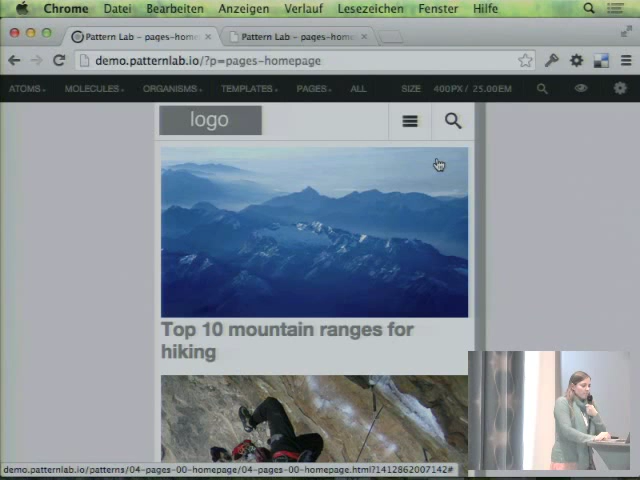 Chrome Datei Bearbeiten Anzeigen Verlauf Lesezeichen Fenster Hilfe
Pattern Lab - pages-home
Pattern Lab - pages-home
demo.patternlab.io/?p=pages-homepage
ATOMS MOLECULES ORGANISMS TEMPLATES PAGES ALL SIZE 400PX / 25.00EM
logo
Top 10 mountain ranges for
hiking
demo.patternlab.io/patterns/04-pages-00-homepage/04-pages-00-homepage.html?1412862007142#